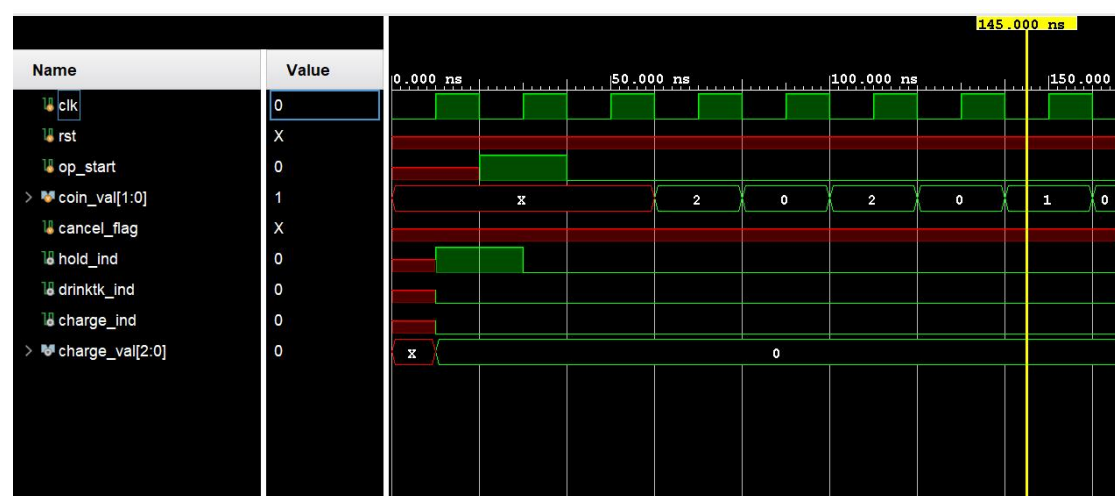 145.000 ns
Name Value
0.000 ns 50.000 ns 100.000 ns 150.000
clk 0
rst X
op_start 0
> coin_val[1:0] 1 X 2 0 2 0 1 0
cancel_flag X
hold_ind 0
drinktk_ind 0
charge_ind 0
> charge_val[2:0] 0 X 0